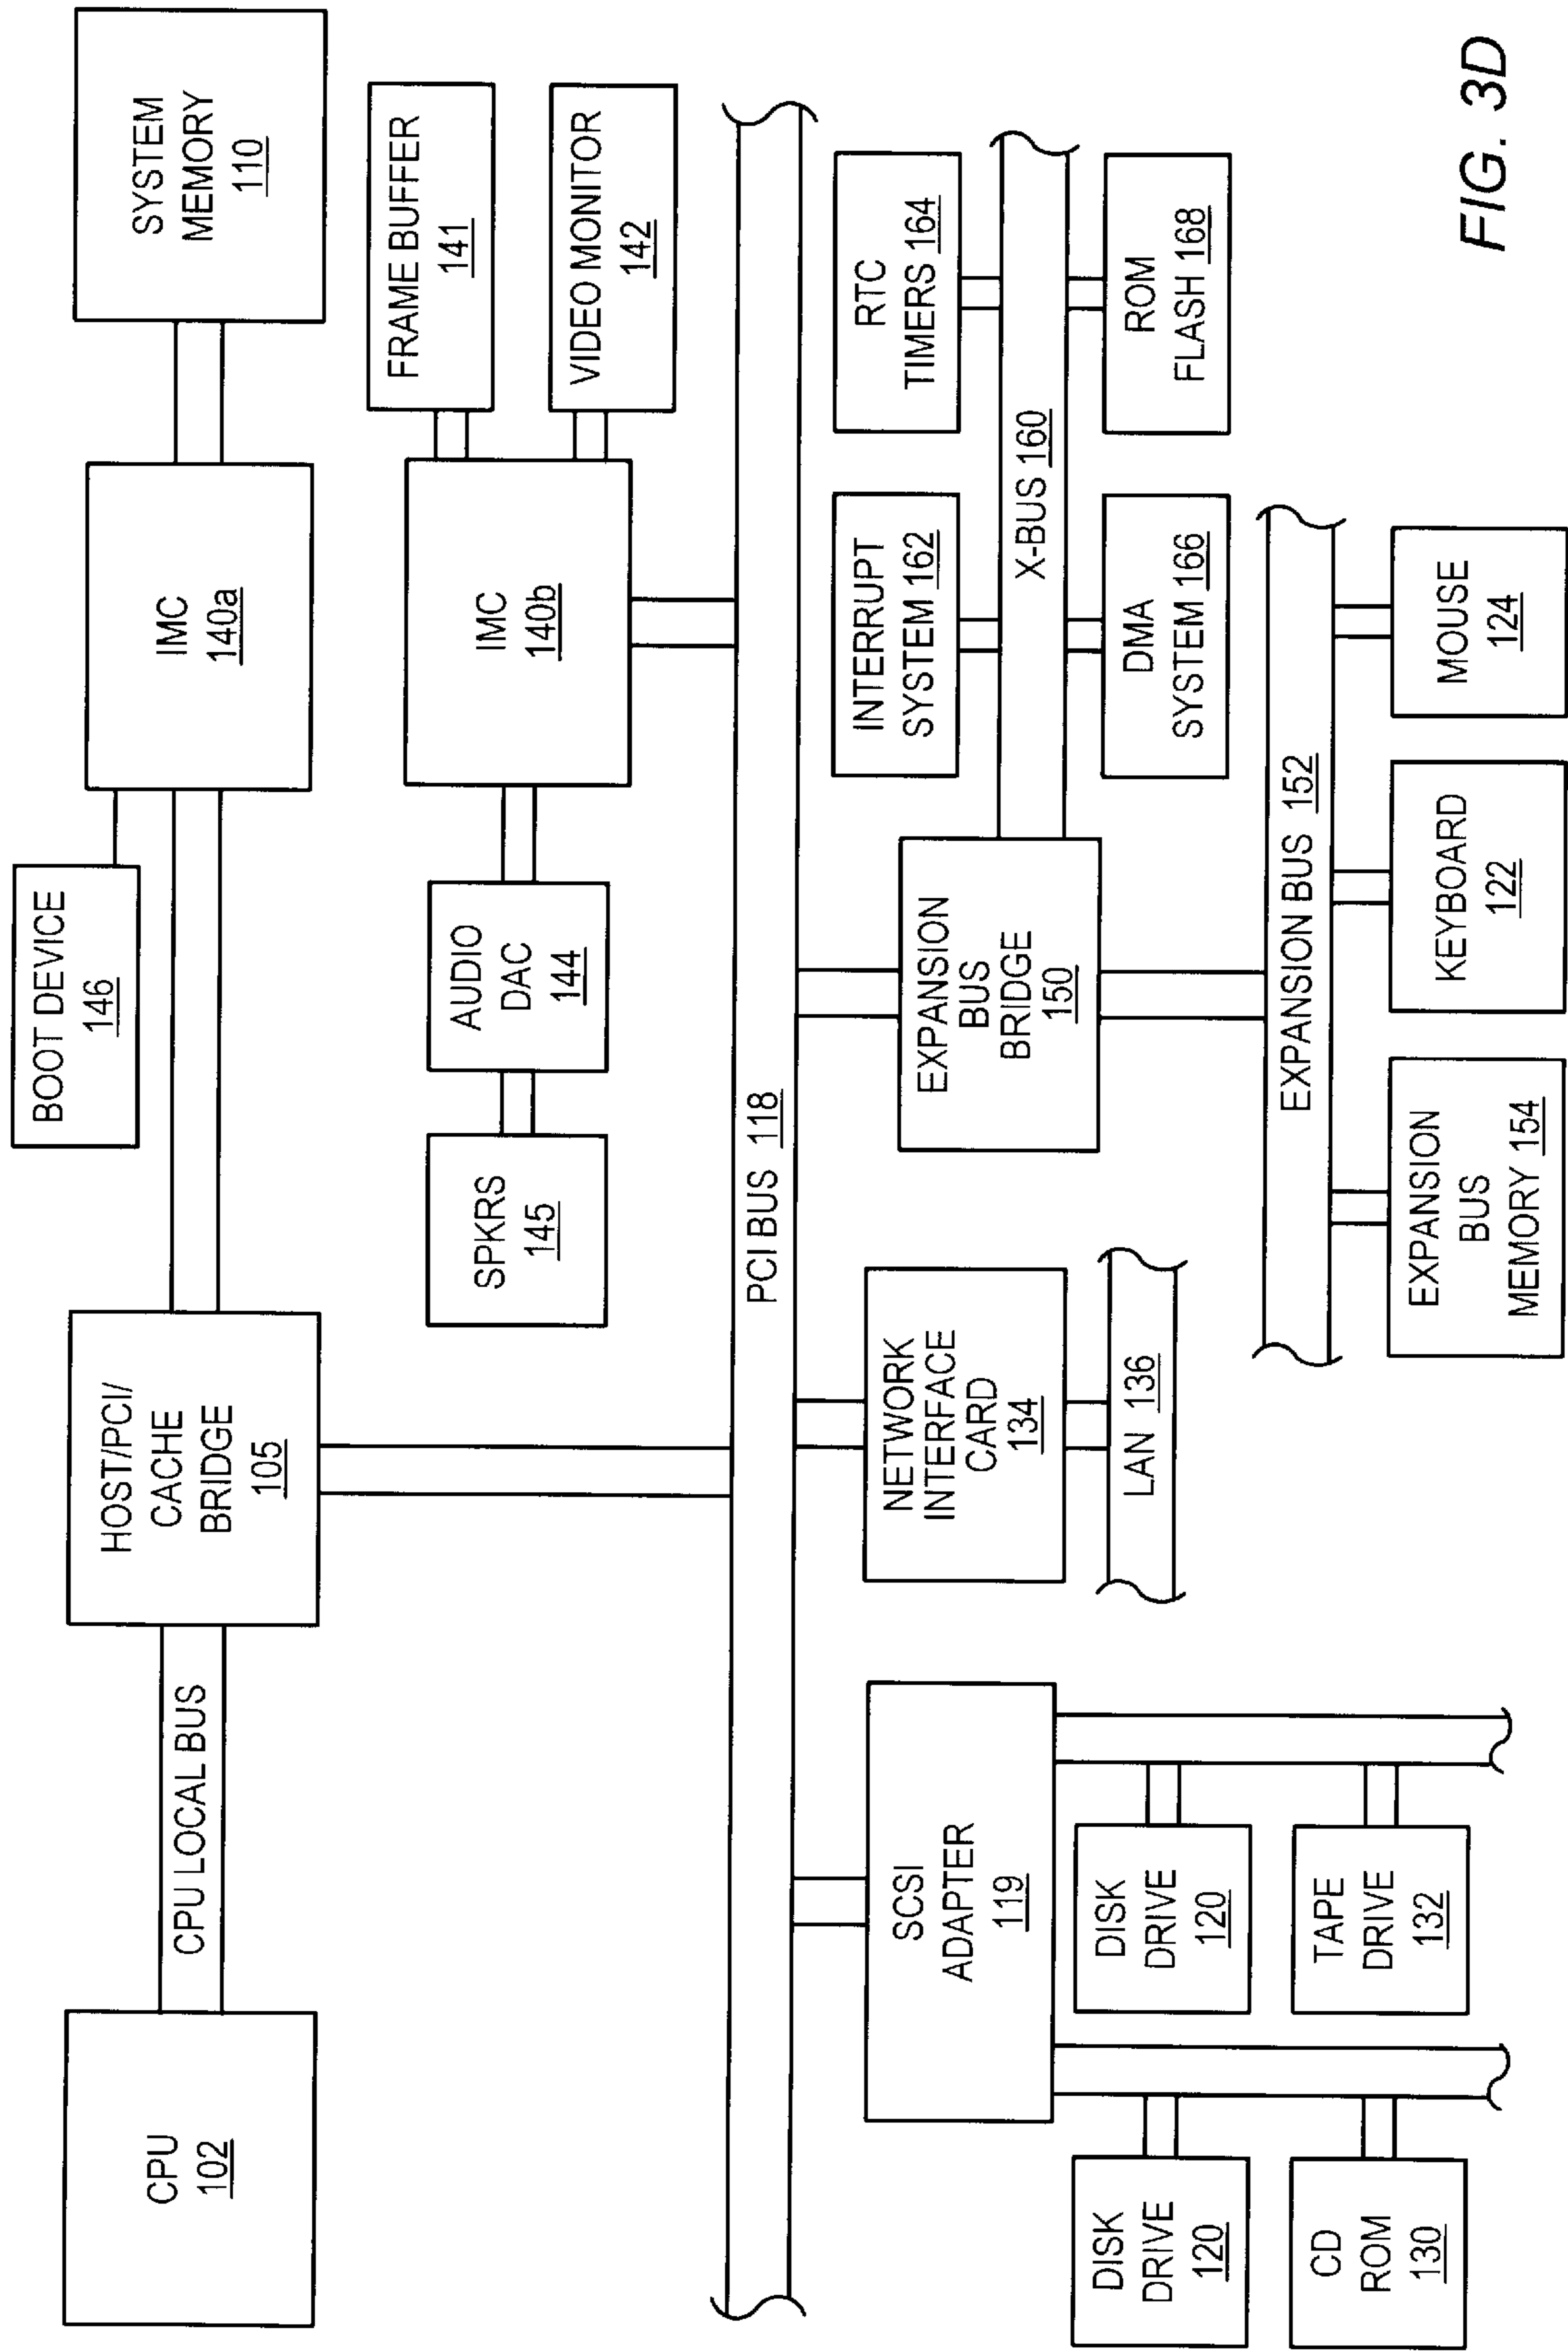 BOOT DEVICE
146
SYSTEM
MEMORY
110
CPU
102
CPU LOCAL BUS
HOST/PCI/
CACHE
BRIDGE
105
IMC
140a
FRAME BUFFER
141
VIDEO MONITOR
142
SPKRS
145
AUDIO
DAC
144
IMC
140b
PCI BUS 118
SCSI
ADAPTER
119
DISK
DRIVE
120
DISK
DRIVE
120
CD
ROM
130
TAPE
DRIVE
132
NETWORK
INTERFACE
CARD
134
LAN 136
EXPANSION
BUS
BRIDGE
150
INTERRUPT
SYSTEM 162
RTC
TIMERS 164
X-BUS 160
DMA
SYSTEM 166
ROM
FLASH 168
EXPANSION BUS 152
EXPANSION
BUS
MEMORY 154
KEYBOARD
122
MOUSE
124
FIG. 3D